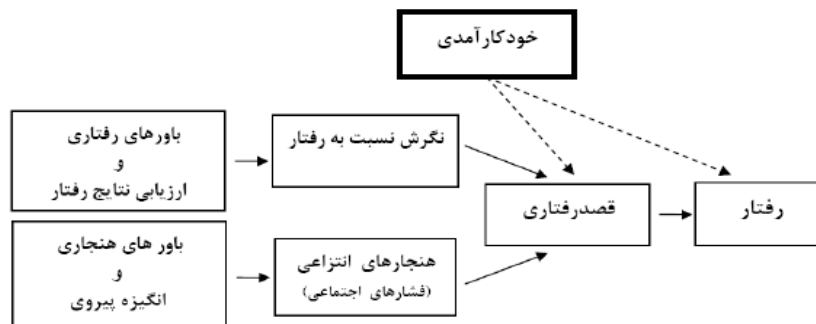 خودکارآمدی
باورهای رفتاری
و
ارزیابی نتایج رفتار
نگرش نسبت به رفتار
قصدرفتاری
رفتار
باور های هنجاری
و
انگیزه پیروی
هنجارهای انتزاعی
(فشارهای اجتماعی)